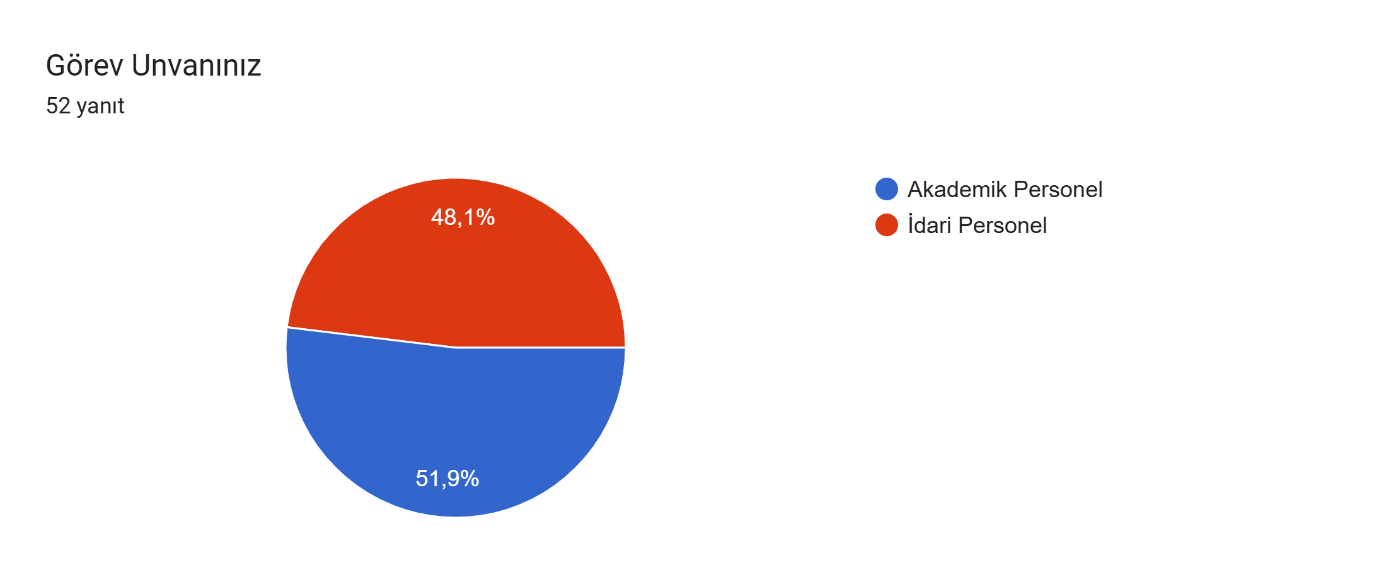 Görev Unvanınız
52 yanıt
48,1%
51,9%
Akademik Personel
İdari Personel